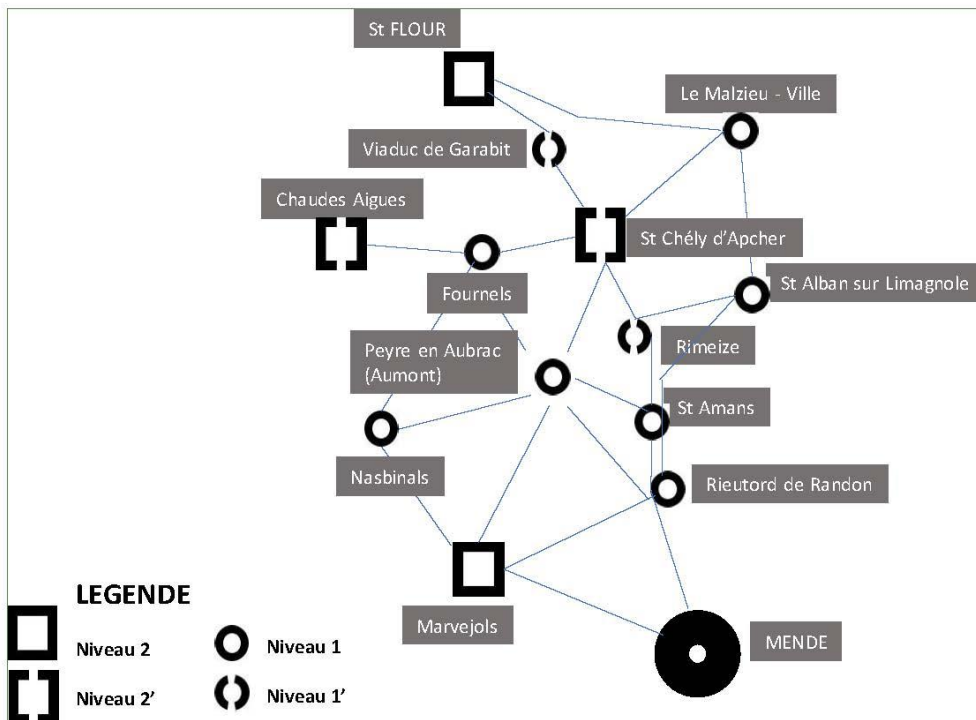 St FLOUR
Le Malzieu - Ville
Viaduc de Garabit
Chaudes Aigues
St Chély d'Apcher
St Alban sur Limagnole
Fournels
Rimeize
Peyre en Aubrac
(Aumont)
St Amans
Nasbinals
Rieutord de Randon
Marvejols
MENDE
LEGENDE
Niveau 2
Niveau 1
Niveau 2'
Niveau 1'